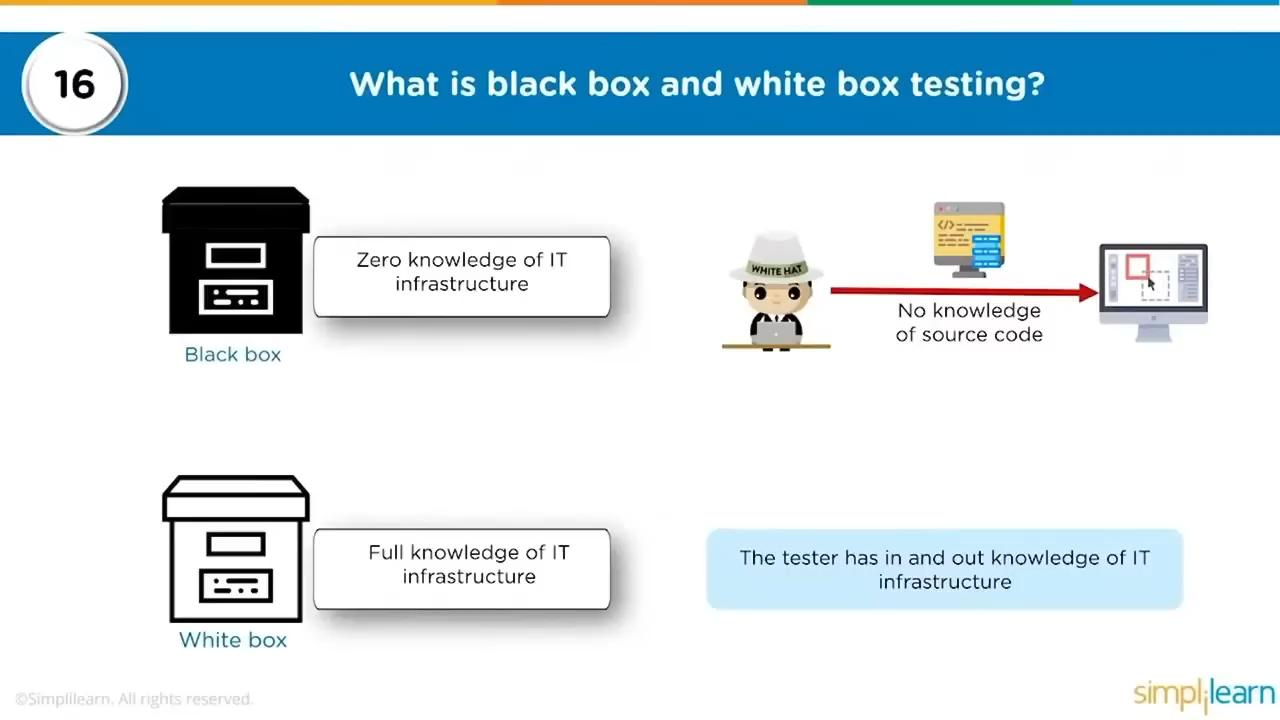 16
What is black box and white box testing?
Zero knowledge of IT
infrastructure
Black box
WHITE HAT
</>
No knowledge
of source code
Full knowledge of IT
infrastructure
White box
The tester has in and out knowledge of IT
infrastructure
©Simplilearn. All rights reserved.
simplilearn